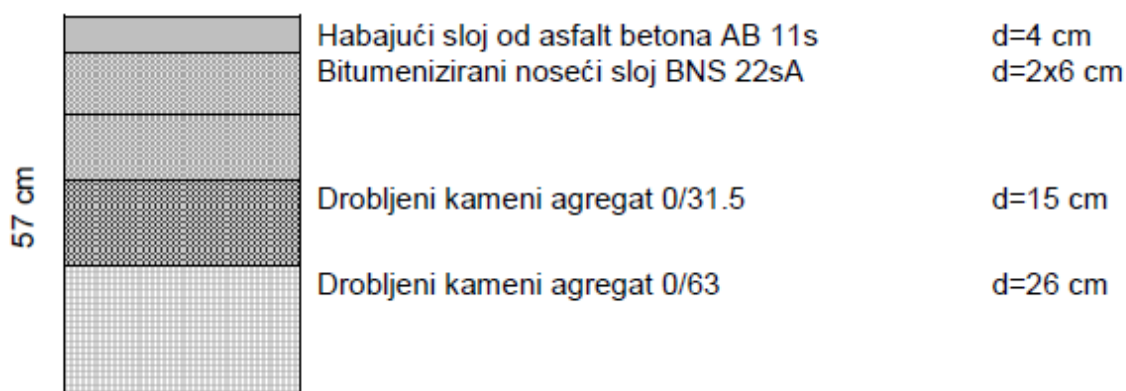 Habajući sloj od asfalt betona AB 11s d=4 cm
Bitumenizirani noseći sloj BNS 22sA d=2x6 cm
57 cm
Drobljeni kameni agregat 0/31.5 d=15 cm
Drobljeni kameni agregat 0/63 d=26 cm